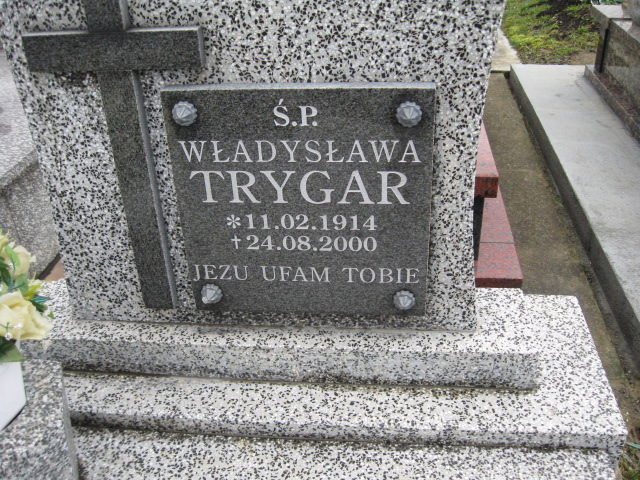 Ś.P.
WŁADYSŁAWA
TRYGAR
*11.02.1914
†24.08.2000
JEZU UFAM TOBIE